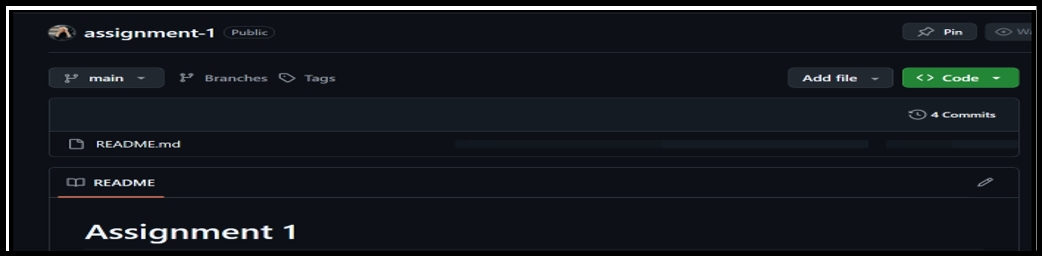 assignment-1 Public Pin
main Branches Tags Add file Code
4 Commits
README.md
README
Assignment 1